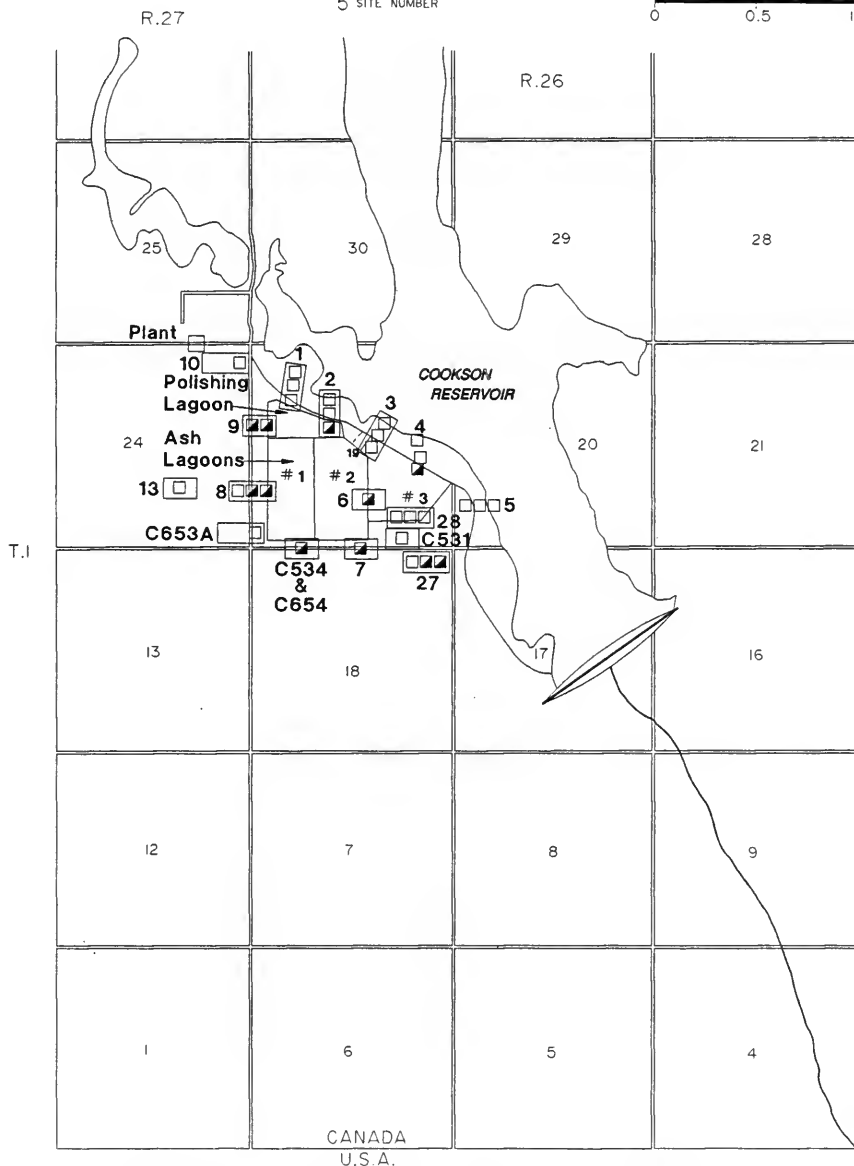 5 SITE NUMBER
0 0.5 1
R.27
R.26
25
30
29
28
Plant
10
1
Polishing
Lagoon
2
COOKSON
RESERVOIR
3
4
19
24
9
20
21
Ash
Lagoons
#1
#2
#3
13
8
6
5
28
C653A
C531
T.I
C534
&
C654
7
27
13
18
17
16
12
7
8
9
1
6
5
4
CANADA
U.S.A.